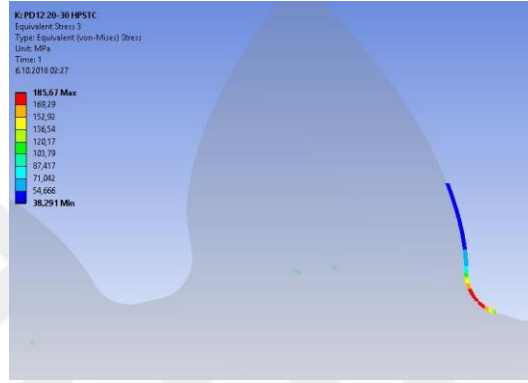 K: PD12 20-30 HPSTC
Equivalent Stress 3
Type: Equivalent (von-Mises) Stress
Unit: MPa
Time: 1
6.10.2018 02:27
185,67 Max
169,29
152,92
136,54
120,17
103,79
87,417
71,042
54,666
38,291 Min